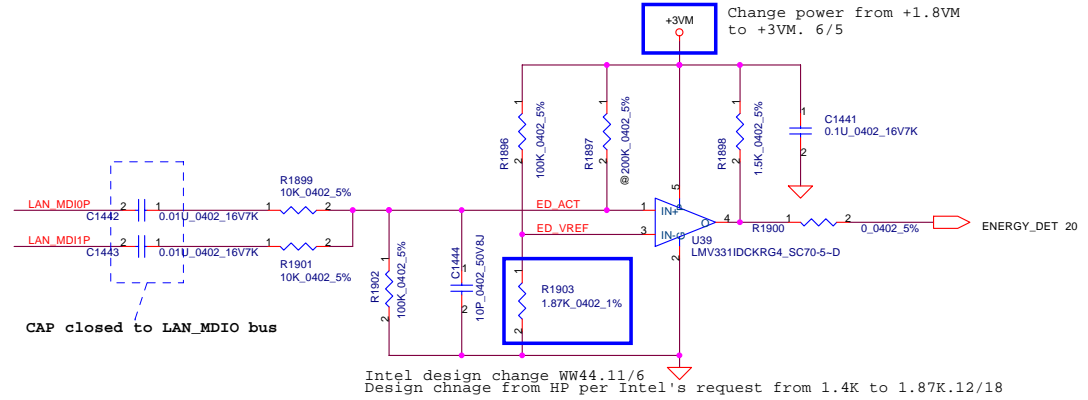 +3VM
Change power from +1.8VM
to +3VM. 6/5
1
R1896
100K_0402_5%
2
1
R1897
@200K_0402_5%
2
1
R1898
1.5K_0402_5%
2
1
C1441
0.1U_0402_16V7K
2
LAN_MDI0P
2
1
C1442
0.01U_0402_16V7K
R1899
10K_0402_5%
1
2
LAN_MDI1P
2
1
C1443
0.01U_0402_16V7K
1
2
R1901
10K_0402_5%
ED_ACT
ED_VREF
1
IN+
3
IN-
5
P
G
O
4
2
U39
LMV331IDCKRG4_SC70-5~D
R1900
1
2
0_0402_5%
ENERGY_DET 20
1
R1902
100K_0402_5%
2
1
C1444
10P_0402_50V8J
2
1
R1903
1.87K_0402_1%
2
CAP closed to LAN_MDIO bus
Intel design change WW44.11/6
Design chnage from HP per Intel's request from 1.4K to 1.87K.12/18